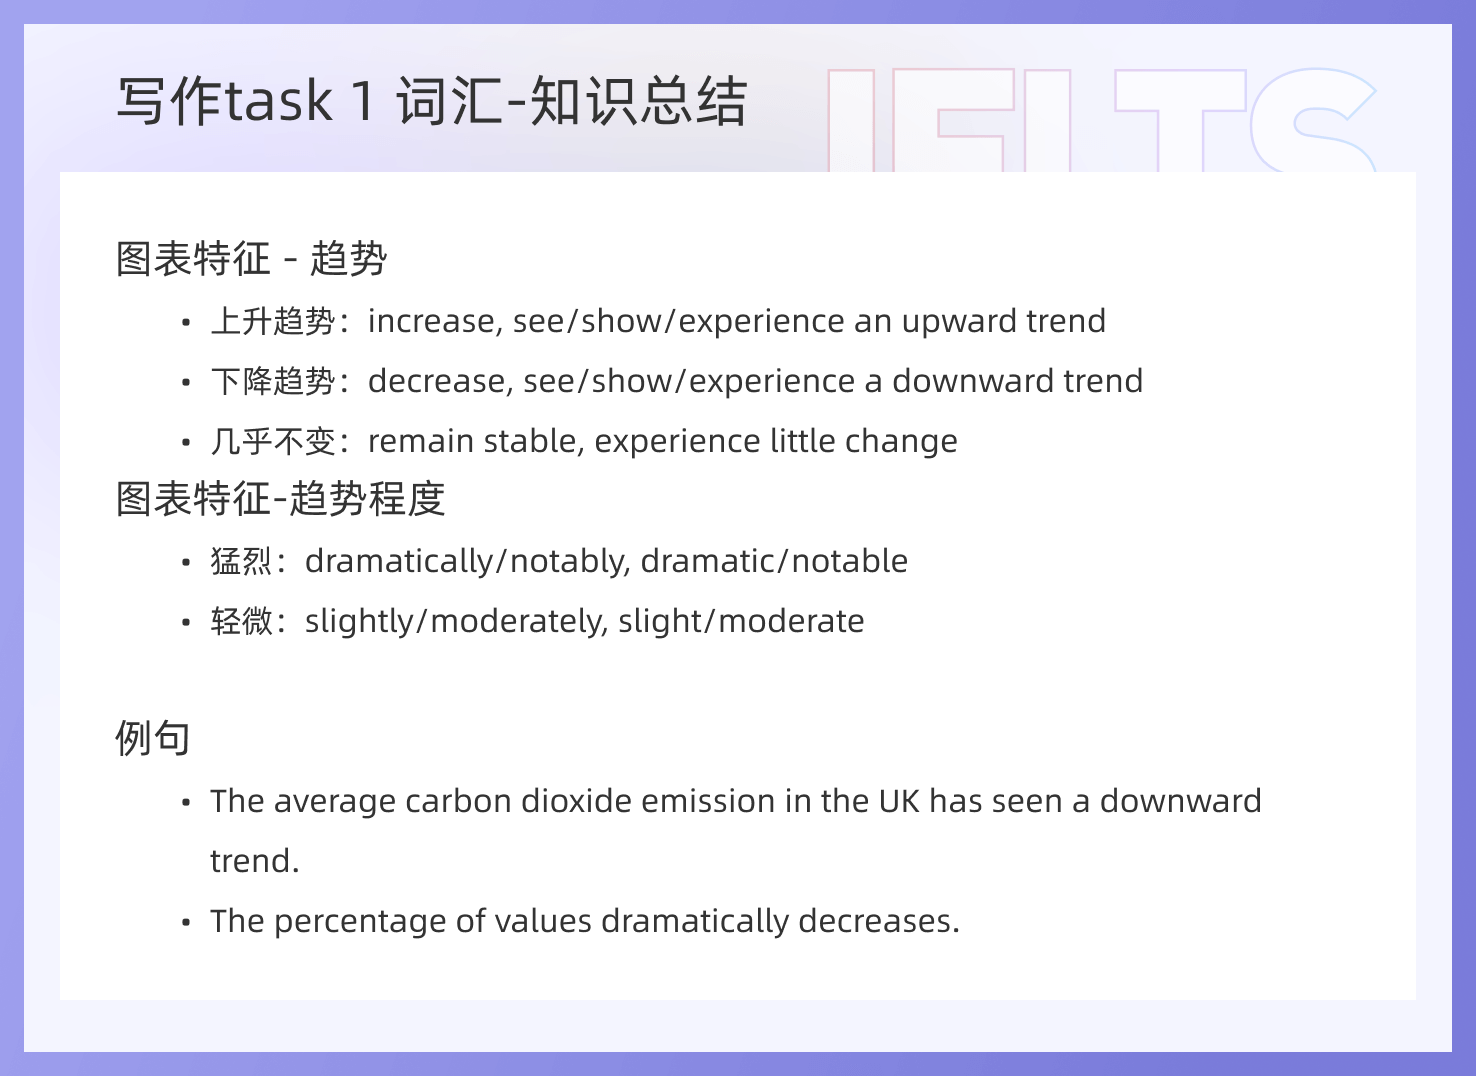 写作task 1 词汇-知识总结
IELTS
图表特征 - 趋势
• 上升趋势：increase, see/show/experience an upward trend
• 下降趋势：decrease, see/show/experience a downward trend
• 几乎不变：remain stable, experience little change
图表特征-趋势程度
• 猛烈：dramatically/notably, dramatic/notable
• 轻微：slightly/moderately, slight/moderate
例句
• The average carbon dioxide emission in the UK has seen a downward
trend.
• The percentage of values dramatically decreases.